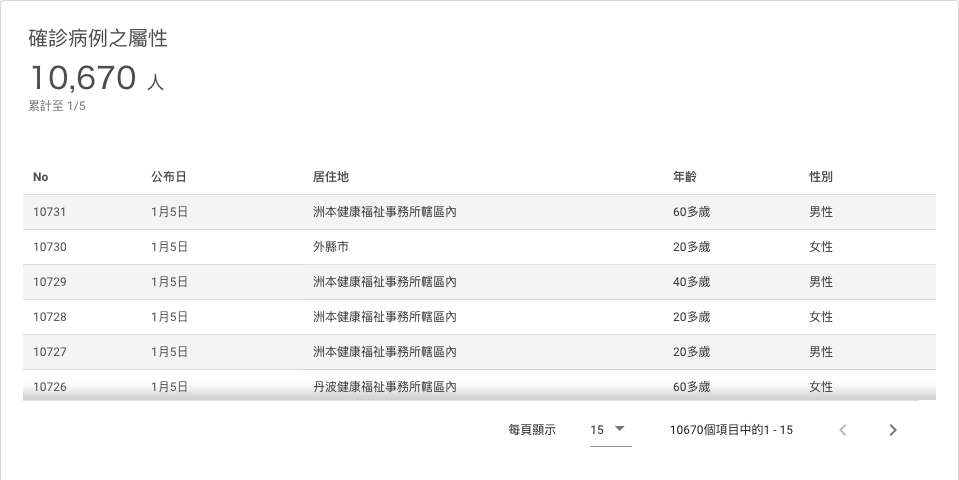 確診病例之屬性
10,670 人
累計至 1/5
No 公布日 居住地 年齡 性別
10731 1月5日 洲本健康福祉事務所轄區內 60多歲 男性
10730 1月5日 外縣市 20多歲 女性
10729 1月5日 洲本健康福祉事務所轄區內 40多歲 男性
10728 1月5日 洲本健康福祉事務所轄區內 20多歲 女性
10727 1月5日 洲本健康福祉事務所轄區內 20多歲 男性
10726 1月5日 丹波健康福祉事務所轄區內 60多歲 女性
每頁顯示 15 10670個項目中的1 - 15